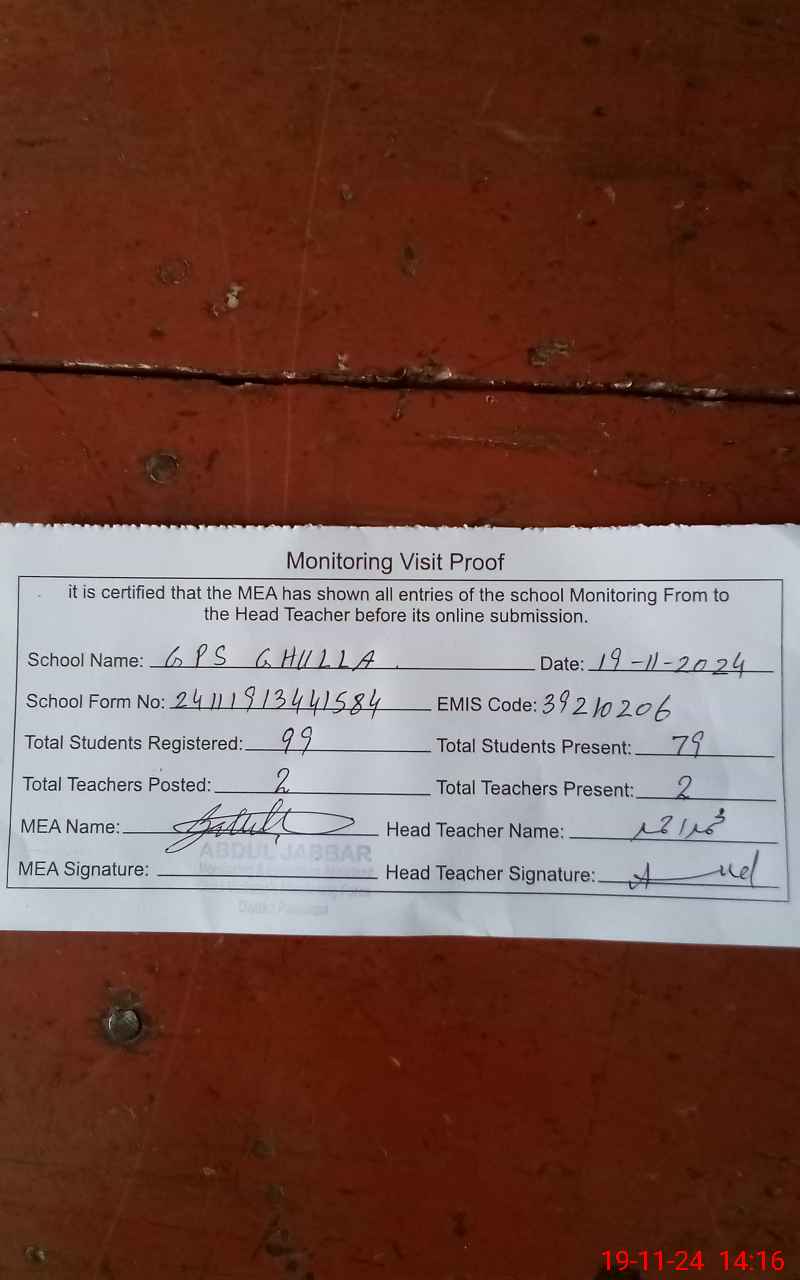 Monitoring Visit Proof
it is certified that the MEA has shown all entries of the school Monitoring From to
the Head Teacher before its online submission.
School Name: GPS GHULLA. Date: 19-11-2024
School Form No: 24111913441584 EMIS Code: 39210206
Total Students Registered: 99 Total Students Present: 79
Total Teachers Posted: 2 Total Teachers Present: 2
MEA Name: Head Teacher Name:
ABDUL JABBAR
MEA Signature: Head Teacher Signature:
19-11-24 14:16